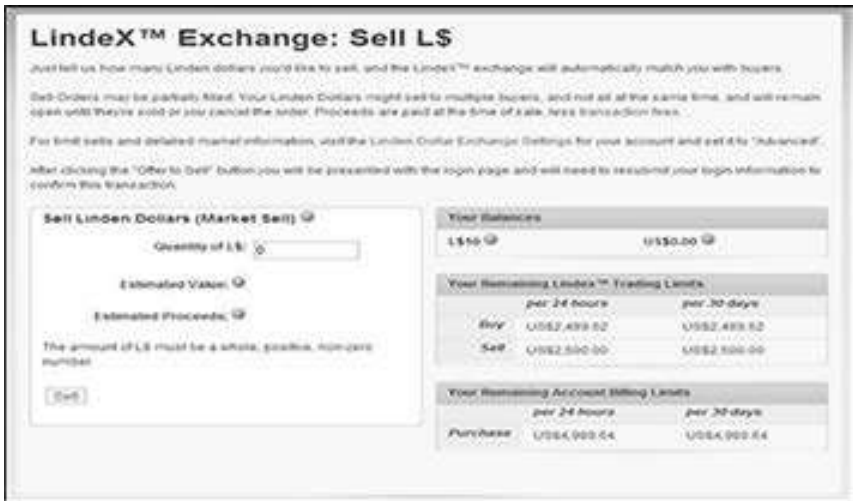 LindeX™ Exchange: Sell L$
Just tell us how many Linden dollars you'd like to sell, and the LindeX™ exchange will automatically match you with buyers.
Sell Orders may be partially filled. Your Linden Dollars might sell to multiple buyers, and not all at the same time, and will remain
open until they're sold or you cancel the order. Proceeds are paid at the time of sale, less transaction fees.
For limit sells and detailed market information, visit the Linden Dollar Exchange Settings for your account and set it to "Advanced".
After clicking the "Offer to Sell" button you will be presented with the login page and will need to resubmit your login information to
confirm this transaction.
Sell Linden Dollars (Market Sell)
Quantity of L$: 0
Estimated Value:
Estimated Proceeds:
The amount of L$ must be a whole, positive, non-zero
number.
Sell
Your Balances
L$10 US$0.00
Your Remaining Lindex™ Trading Limits
per 24 hours per 30 days
Buy
Sell US$2,500.00 US$2,500.00
Your Remaining Account Billing Limits
per 24 hours per 30 days
Purchase